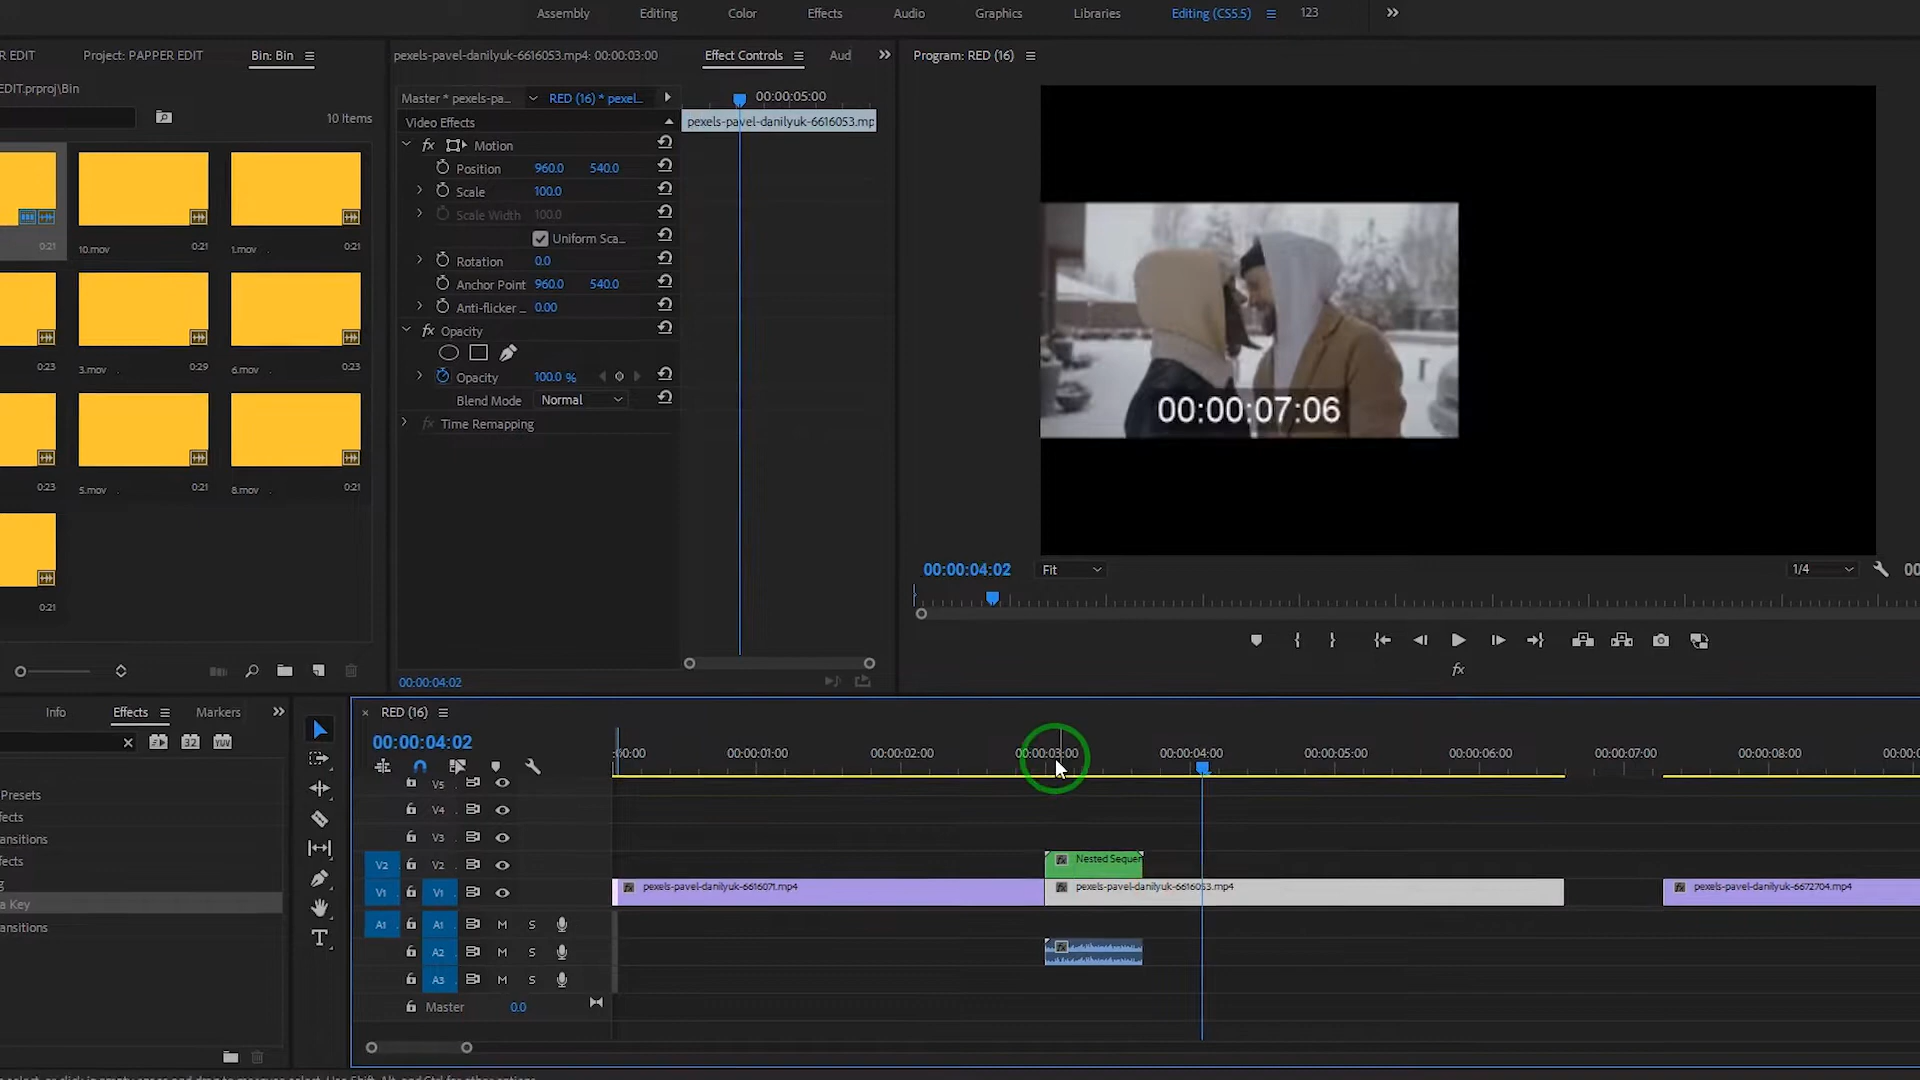 Assembly
Editing
Color
Effects
Audio
Graphics
Libraries
Editing (CS5.5)
123
R EDIT
Project: PAPPER EDIT
Bin: Bin
EDIT.prproj\Bin
10 Items
0:21
10.mov
0:21
1.mov
0:21
0:23
3.mov
0:29
6.mov
0:23
0:23
5.mov
0:21
8.mov
0:21
0:21
pexels-pavel-danilyuk-6616053.mp4: 00:00:03:00
Effect Controls
Aud
Master * pexels-pa...
RED (16) * pexel...
00:00:05:00
Video Effects
pexels-pavel-danilyuk-6616053.mp
fx
Motion
Position
960.0
540.0
Scale
100.0
Scale Width
100.0
Uniform Sca...
Rotation
0.0
Anchor Point
960.0
540.0
Anti-flicker ...
0.00
fx
Opacity
Opacity
100.0 %
Blend Mode
Normal
fx
Time Remapping
00:00:04:02
Program: RED (16)
00:00:07:06
00:00:04:02
Fit
1/4
00
fx
Info
Effects
Markers
32
YUV
Presets
fects
ansitions
fects
g
a Key
ansitions
RED (16)
00:00:04:02
:00:00
00:00:01:00
00:00:02:00
00:00:03:00
00:00:04:00
00:00:05:00
00:00:06:00
00:00:07:00
00:00:08:00
00:00:0
V5
V4
V3
V2
V2
Nested Sequen
V1
V1
pexels-pavel-danilyuk-6616071.mp4
pexels-pavel-danilyuk-6616053.mp4
pexels-pavel-danilyuk-6672704.mp4
A1
A1
M
S
A2
M
S
A3
M
S
Master
0.0